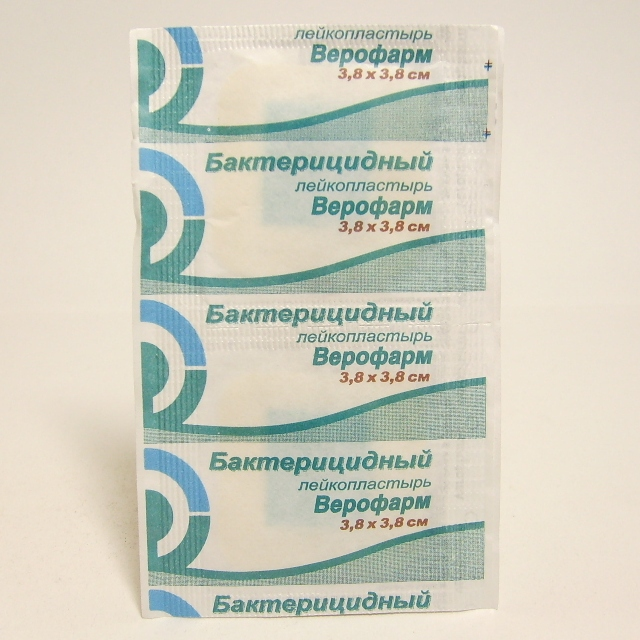 лейкопластырь
Верофарм
3,8 х 3,8 см
Бактерицидный
лейкопластырь
Верофарм
3,8 х 3,8 см
Бактерицидный
лейкопластырь
Верофарм
3,8 х 3,8 см
Бактерицидный
лейкопластырь
Верофарм
3,8 х 3,8 см
Бактерицидный